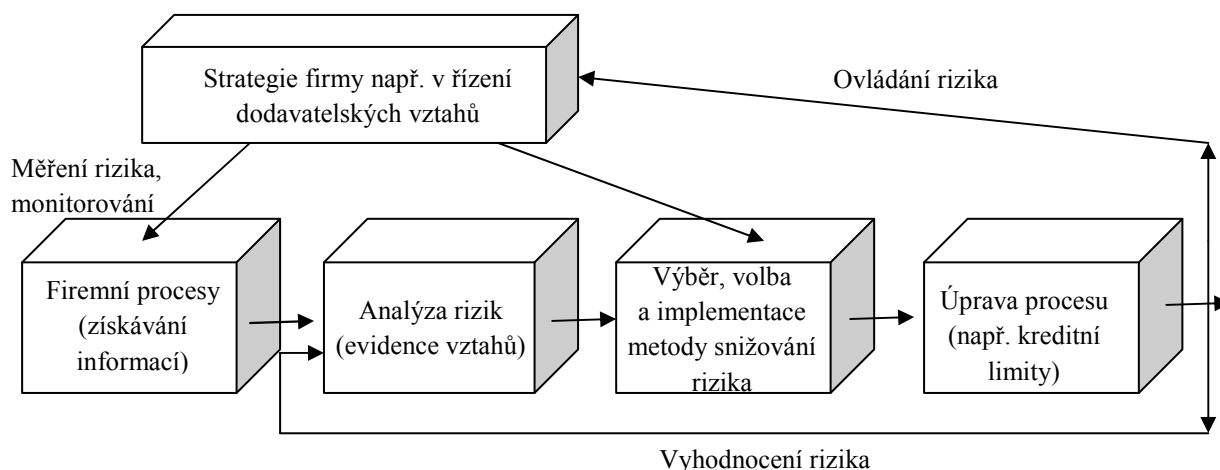 Strategie firmy např. v řízení
dodavatelských vztahů
Ovládání rizika
Měření rizika,
monitorování
Firemní procesy
(získávání
informací)
Analýza rizik
(evidence vztahů)
Výběr, volba
a implementace
metody snižování
rizika
Úprava procesu
(např. kreditní
limity)
Vyhodnocení rizika